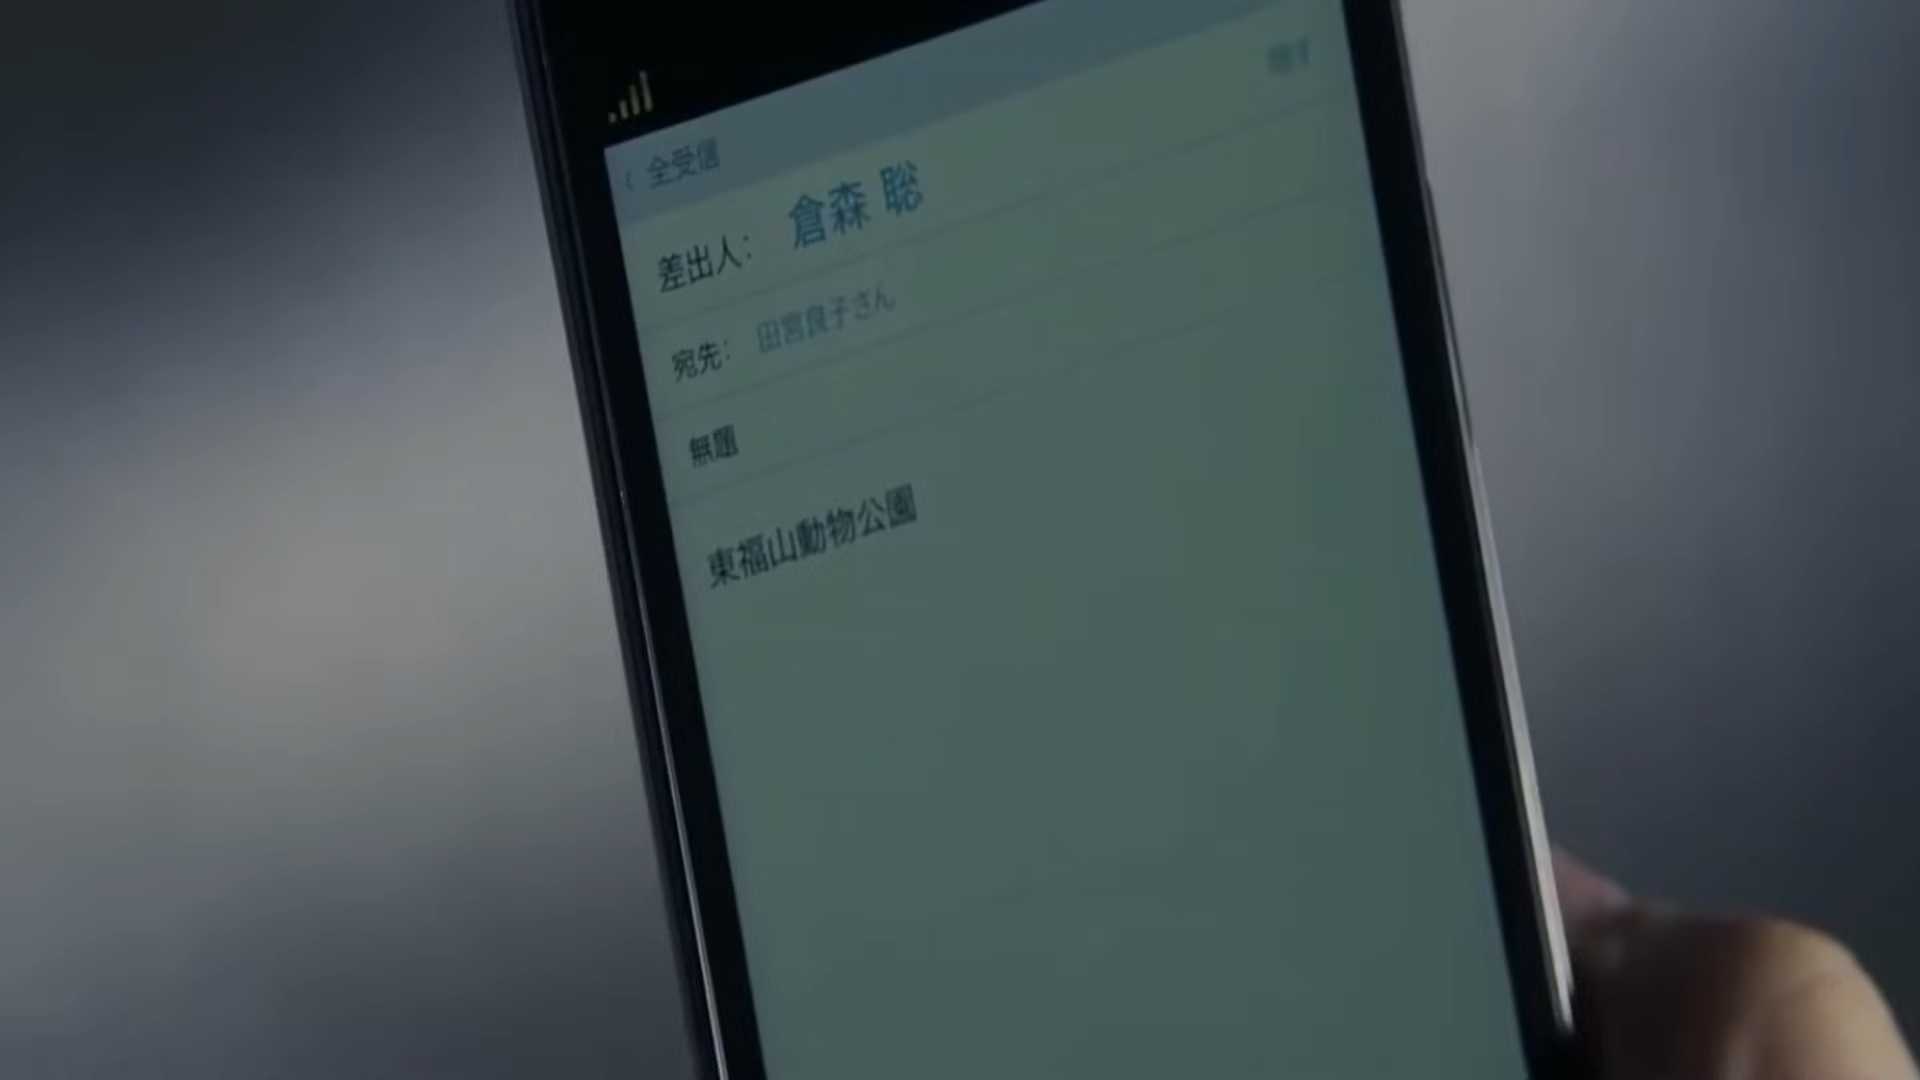 全受信
差出人: 倉森 聡
宛先: 田宮良子さん
無題
東福山動物公園